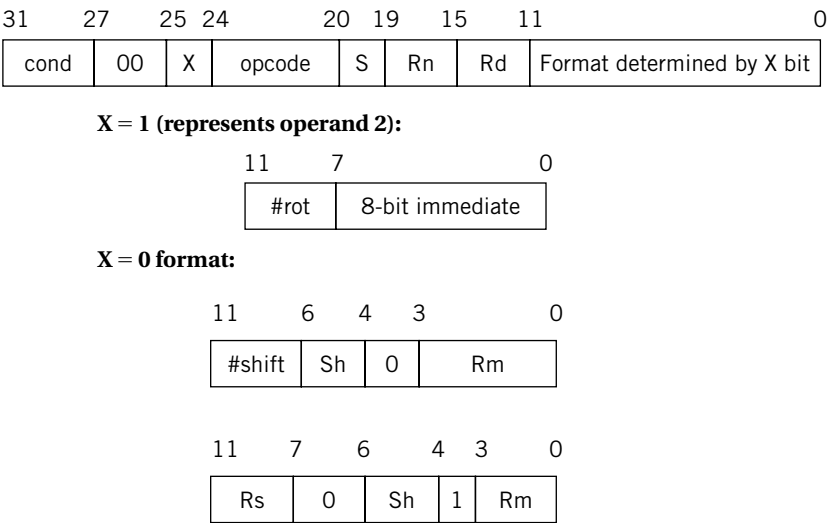 31 27 25 24 20 19 15 11 0
cond 00 X opcode S Rn Rd Format determined by X bit
X = 1 (represents operand 2):
11 7 0
#rot 8-bit immediate
X = 0 format:
11 6 4 3 0
#shift Sh 0 Rm
11 7 6 4 3 0
Rs 0 Sh 1 Rm